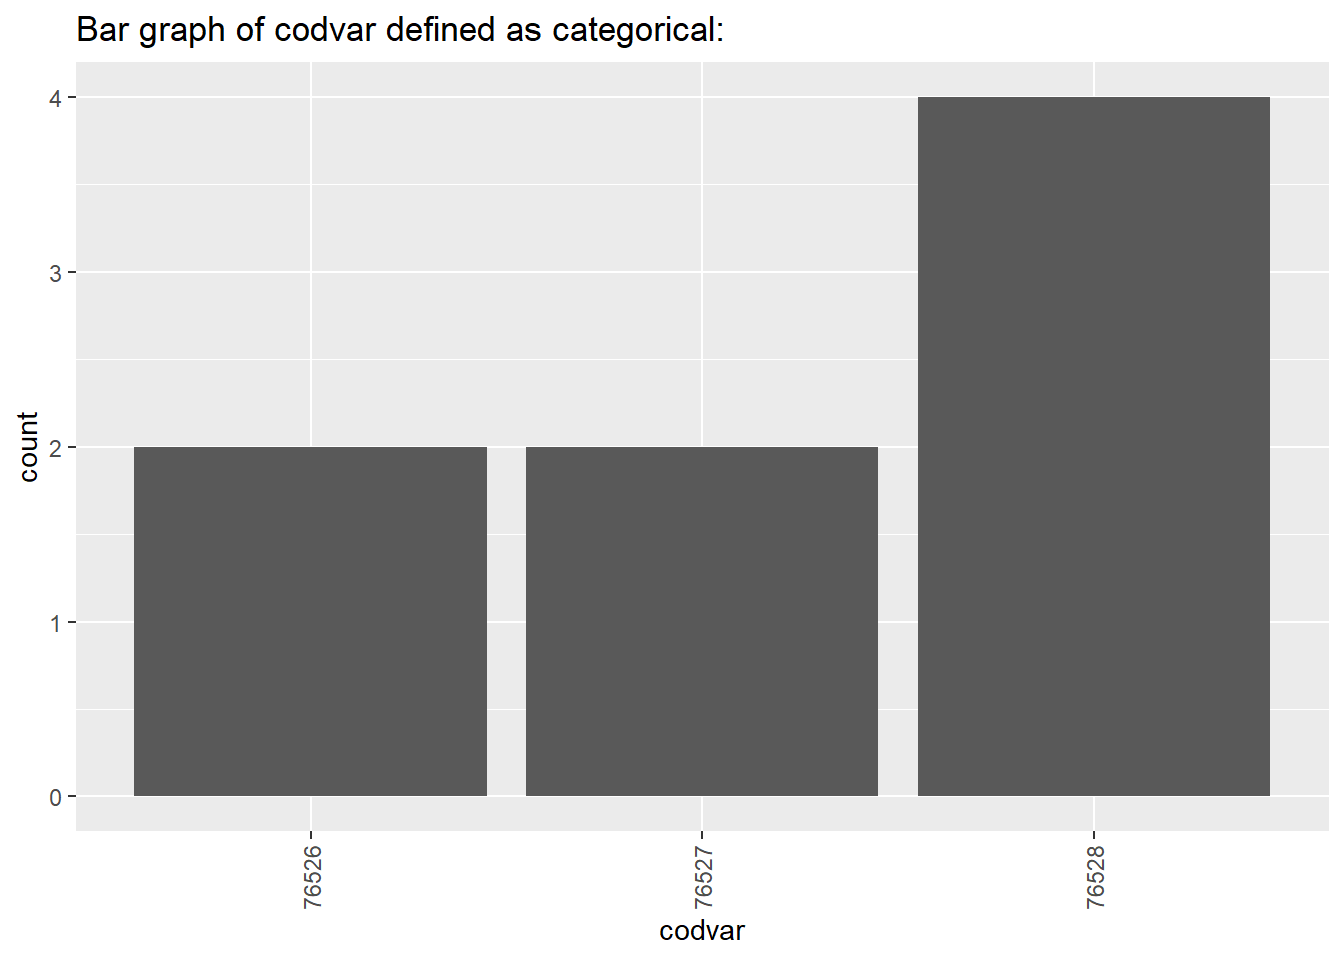 Bar graph of codvar defined as categorical:
4
3
2
1
0
count
76526
76527
76528
codvar